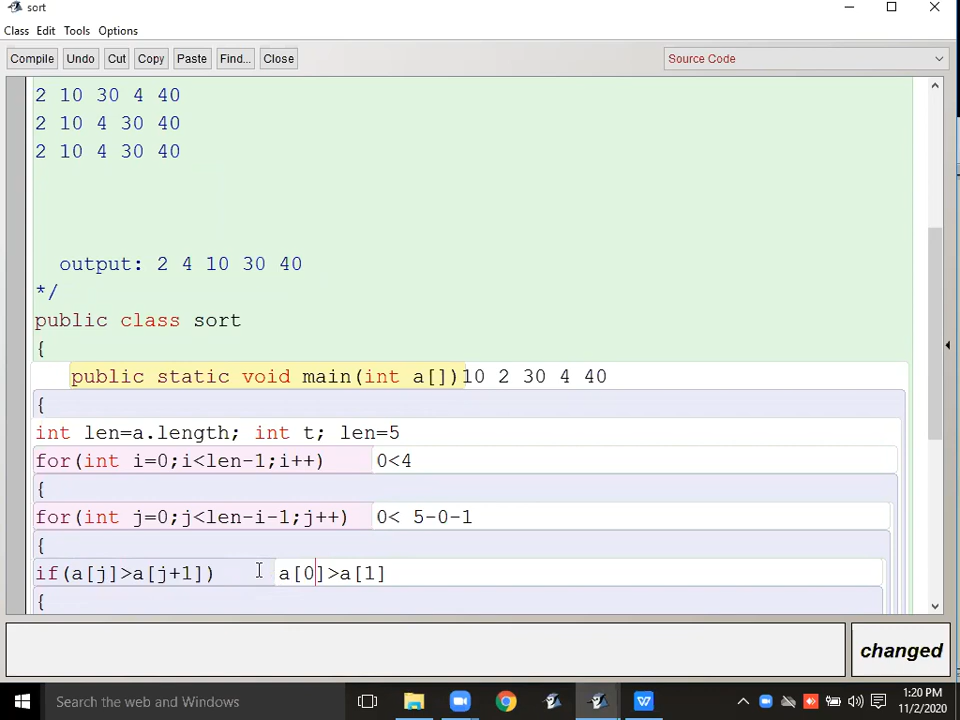 sort
Class Edit Tools Options
Compile Undo Cut Copy Paste Find... Close Source Code
2 10 30 4 40
2 10 4 30 40
2 10 4 30 40
output: 2 4 10 30 40
*/
public class sort
{
public static void main(int a[])10 2 30 4 40
{
int len=a.length; int t; len=5
for(int i=0;i<len-1;i++) 0<4
{
for(int j=0;j<len-i-1;j++) 0< 5-0-1
{
if(a[j]>a[j+1]) a[0]>a[1]
{
changed
Search the web and Windows
1:20 PM
11/2/2020